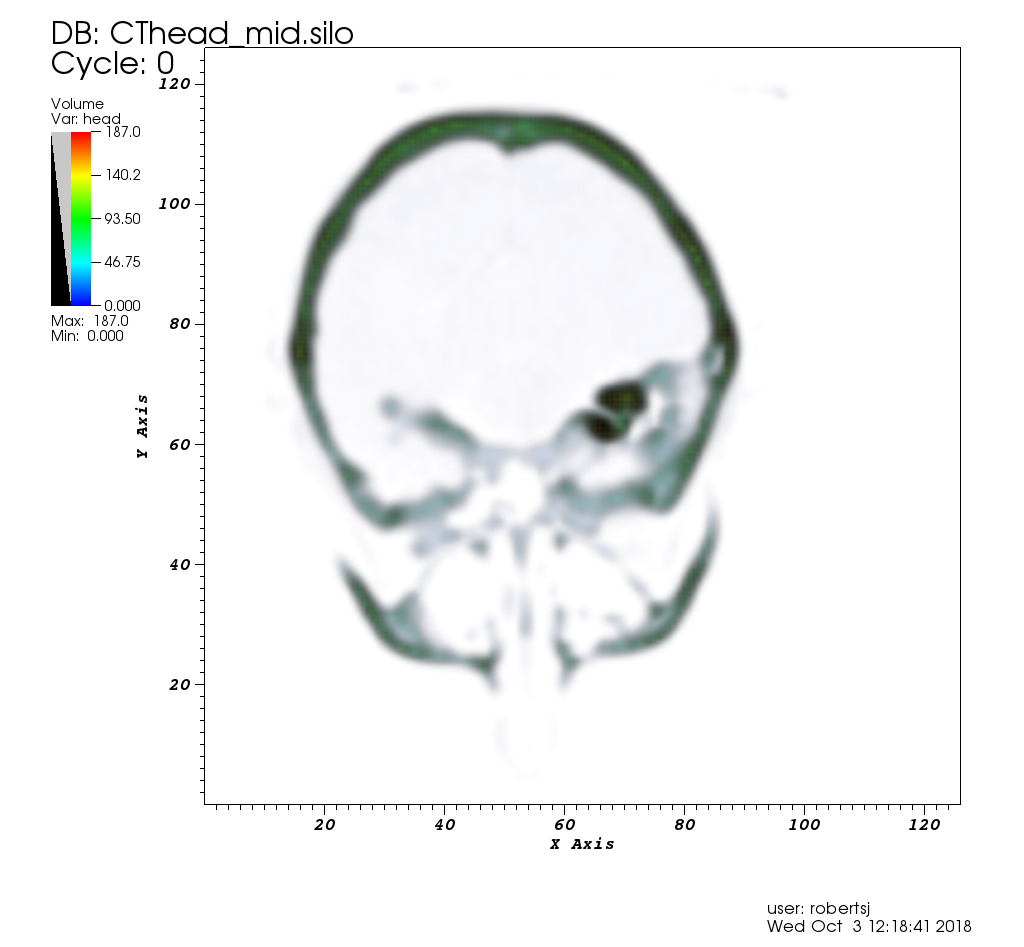 DB: CThead_mid.silo
Cycle: 0
Volume
Var: head
187.0
140.2
93.50
46.75
0.000
Max: 187.0
Min: 0.000
120
100
80
60
40
20
Y Axis
20 40 60 80 100 120
X Axis
user: robertsj
Wed Oct 3 12:18:41 2018